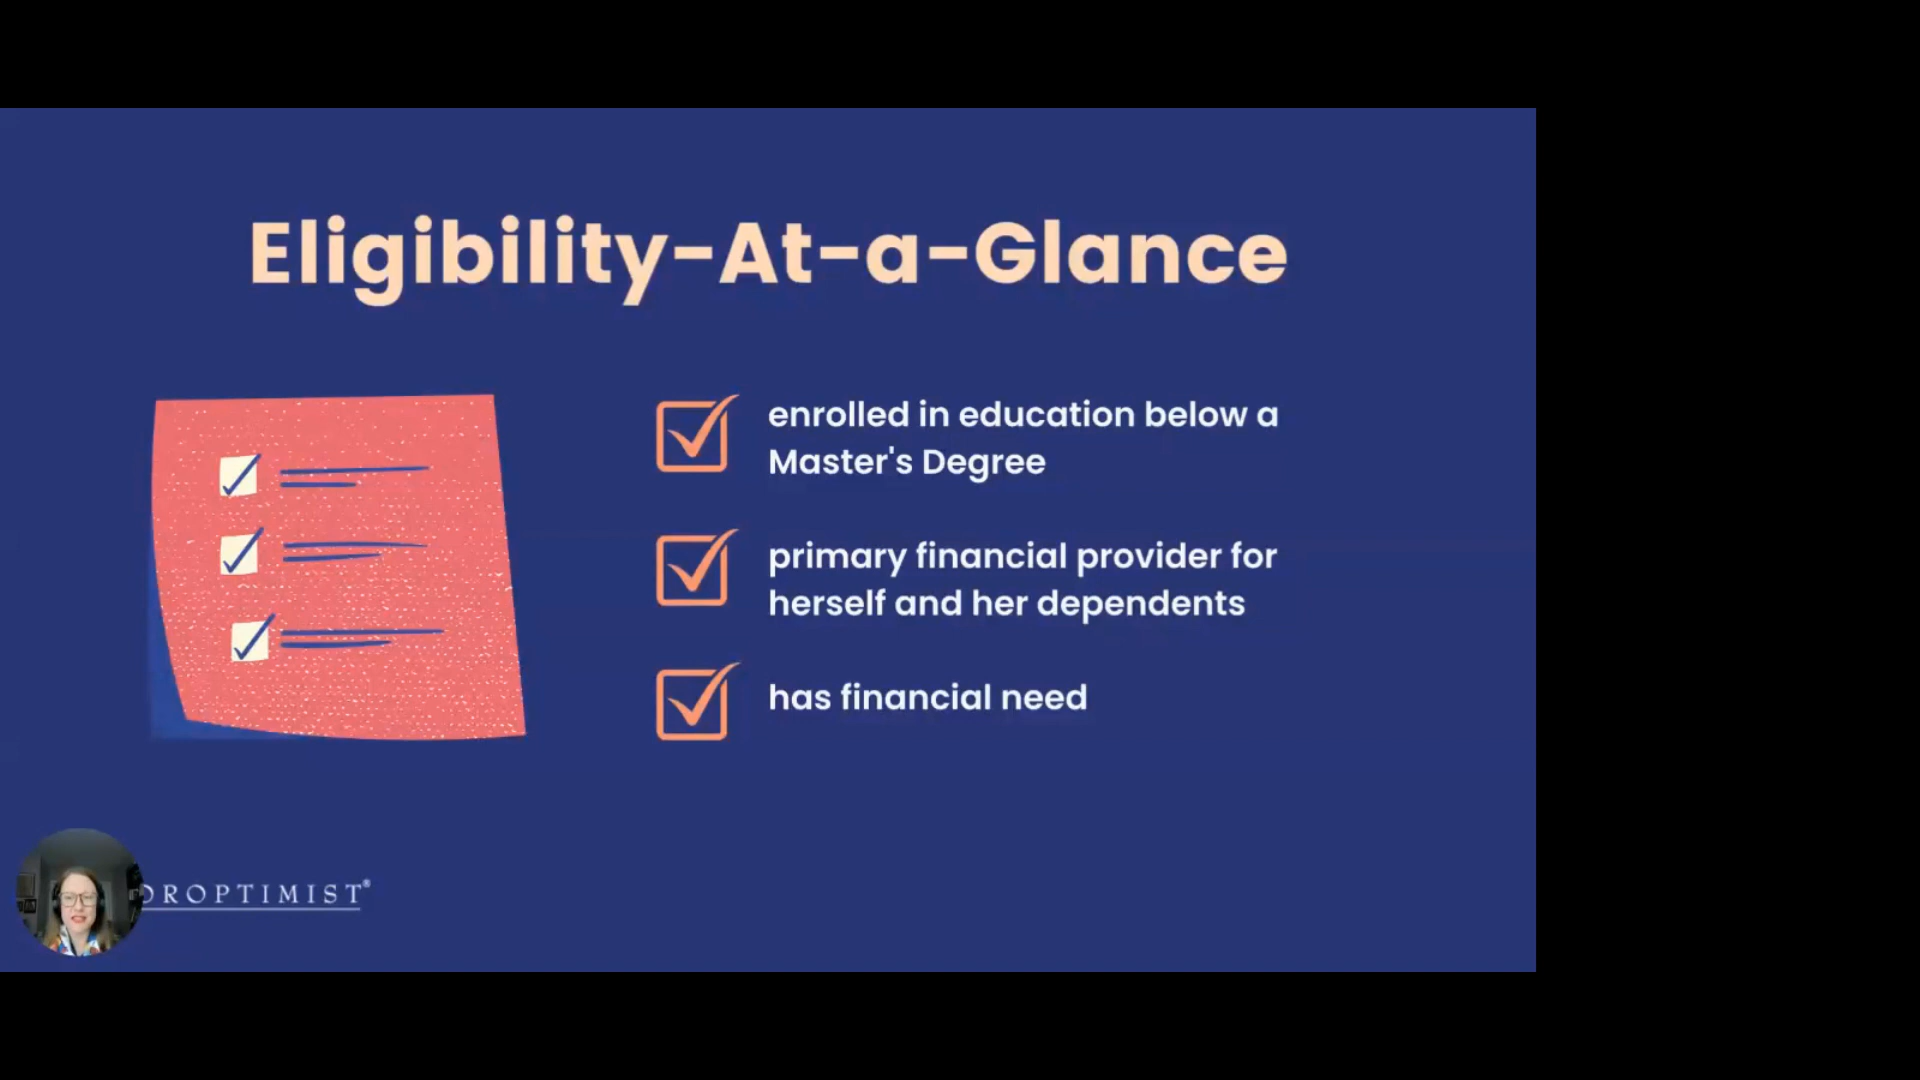 Eligibility-At-a-Glance
enrolled in education below a
Master's Degree
primary financial provider for
herself and her dependents
has financial need
OROPTIMIST®